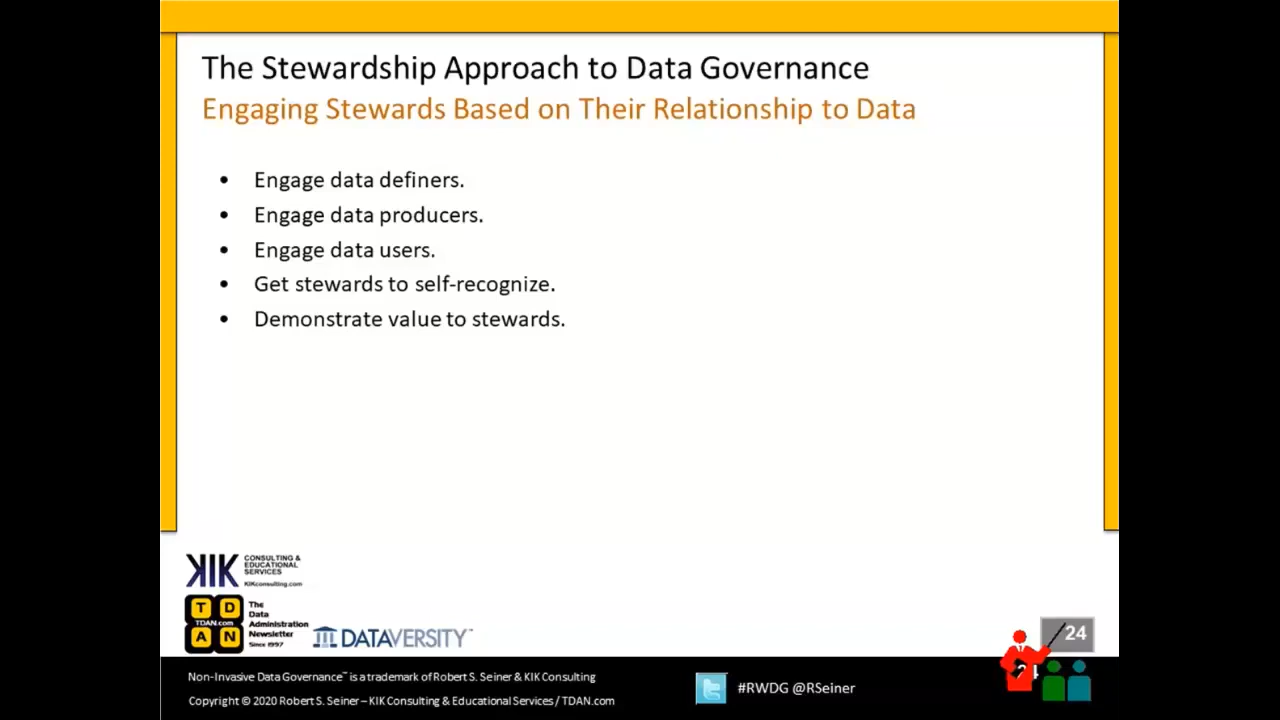 The Stewardship Approach to Data Governance
Engaging Stewards Based on Their Relationship to Data
• Engage data definers.
• Engage data producers.
• Engage data users.
• Get stewards to self-recognize.
• Demonstrate value to stewards.
KIK CONSULTING &
EDUCATIONAL
SERVICES
KIKconsulting.com
T D
TDAN.com
A N
The
Data
Administration
Newsletter
Since 1997
DATAVERSITY™
24
Non-Invasive Data Governance™ is a trademark of Robert S. Seiner & KIK Consulting
Copyright © 2020 Robert S. Seiner – KIK Consulting & Educational Services / TDAN.com
#RWDG @RSeiner